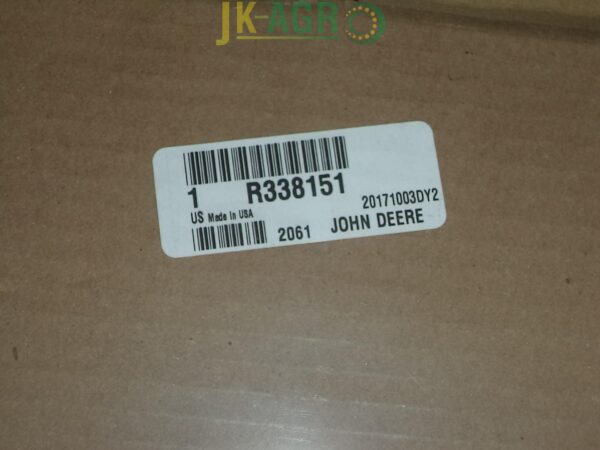 JK-AGRO
1 R338151
US Made In USA 20171003DY2
2061 JOHN DEERE